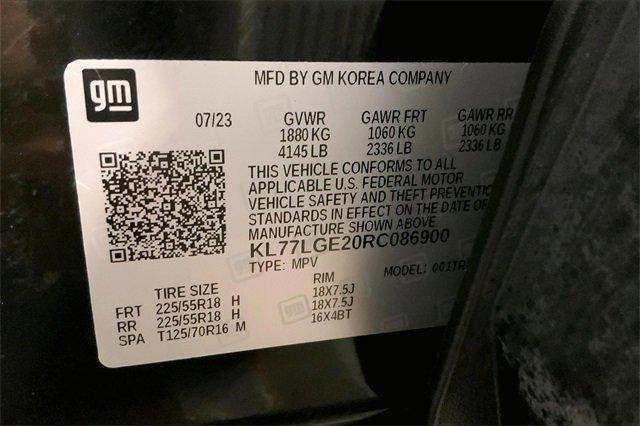 gm
MFD BY GM KOREA COMPANY
07/23 GVWR GAWR FRT GAWR RR
1880 KG 1060 KG 1060 KG
4145 LB 2336 LB 2336 LB
THIS VEHICLE CONFORMS TO ALL
APPLICABLE U.S. FEDERAL MOTOR
VEHICLE SAFETY AND THEFT PREVENTIO
STANDARDS IN EFFECT ON THE DATE OF
MANUFACTURE SHOWN ABOVE
KL77LGE20RC086900
TYPE: MPV MODEL: 001TR
TIRE SIZE RIM
FRT 225/55R18 H 18X7.5J
RR 225/55R18 H 18X7.5J
SPA T125/70R16 M 16X4BT